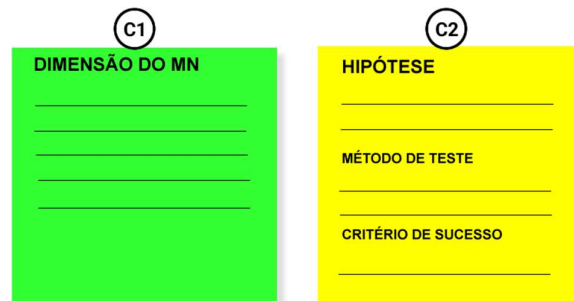 C1
DIMENSÃO DO MN
C2
HIPÓTESE
MÉTODO DE TESTE
CRITÉRIO DE SUCESSO